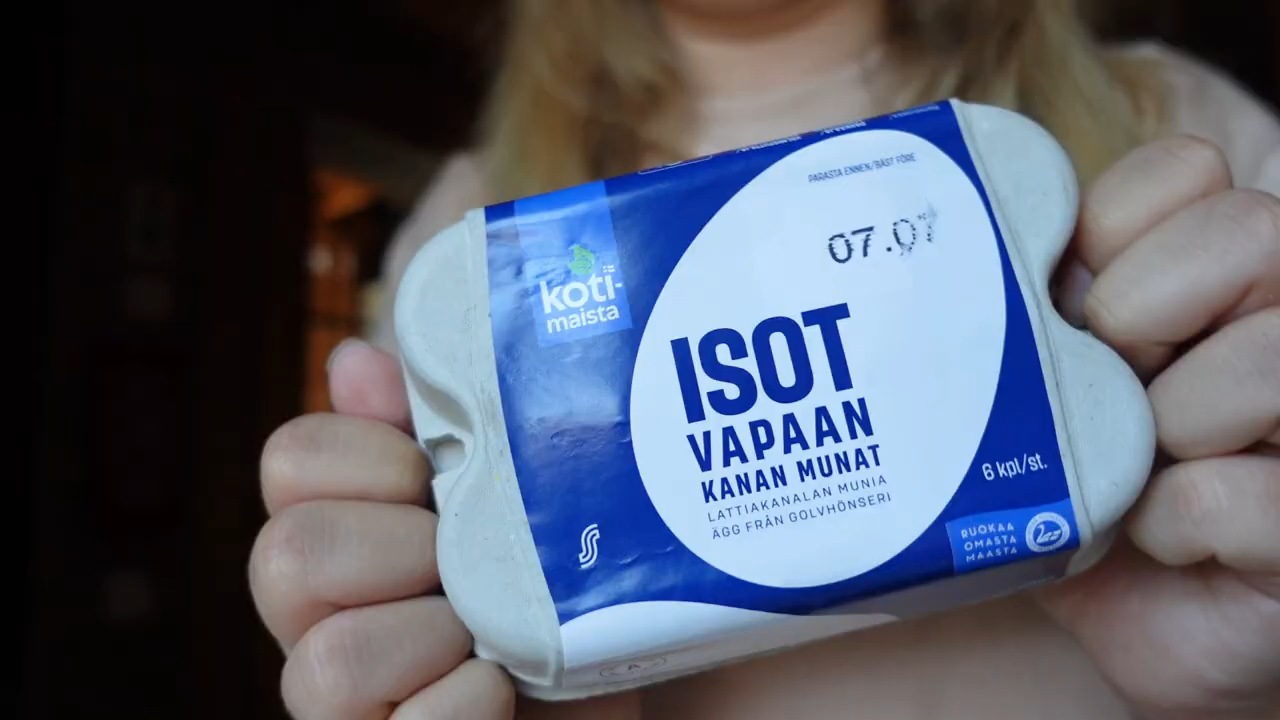 PARASTA ENNEN/BÄST FÖRE
07.07
koti-
maista
ISOT
VAPAAN
KANAN MUNAT
LATTIAKANALAN MUNIA
ÄGG FRÅN GOLVHÖNSERI
6 kpl/st.
RUOKAA
OMASTA
MAASTA
A